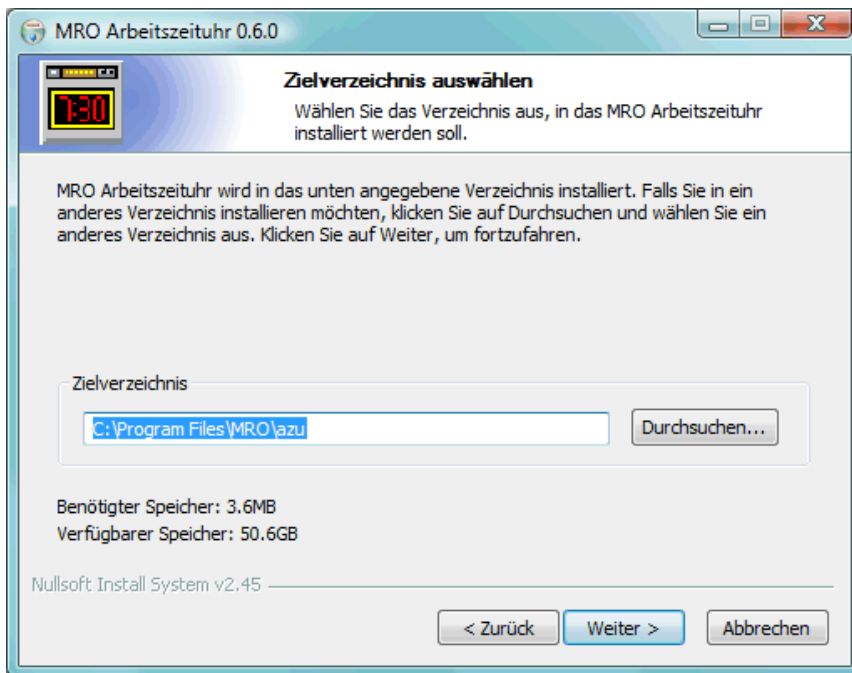 MRO Arbeitszeituhr 0.6.0
7:30
Zielverzeichnis auswählen
Wählen Sie das Verzeichnis aus, in das MRO Arbeitszeituhr
installiert werden soll.
MRO Arbeitszeituhr wird in das unten angegebene Verzeichnis installiert. Falls Sie in ein
anderes Verzeichnis installieren möchten, klicken Sie auf Durchsuchen und wählen Sie ein
anderes Verzeichnis aus. Klicken Sie auf Weiter, um fortzufahren.
Zielverzeichnis
C:\Program Files\MRO\azu
Durchsuchen...
Benötigter Speicher: 3.6MB
Verfügbarer Speicher: 50.6GB
Nullsoft Install System v2.45
< Zurück
Weiter >
Abbrechen